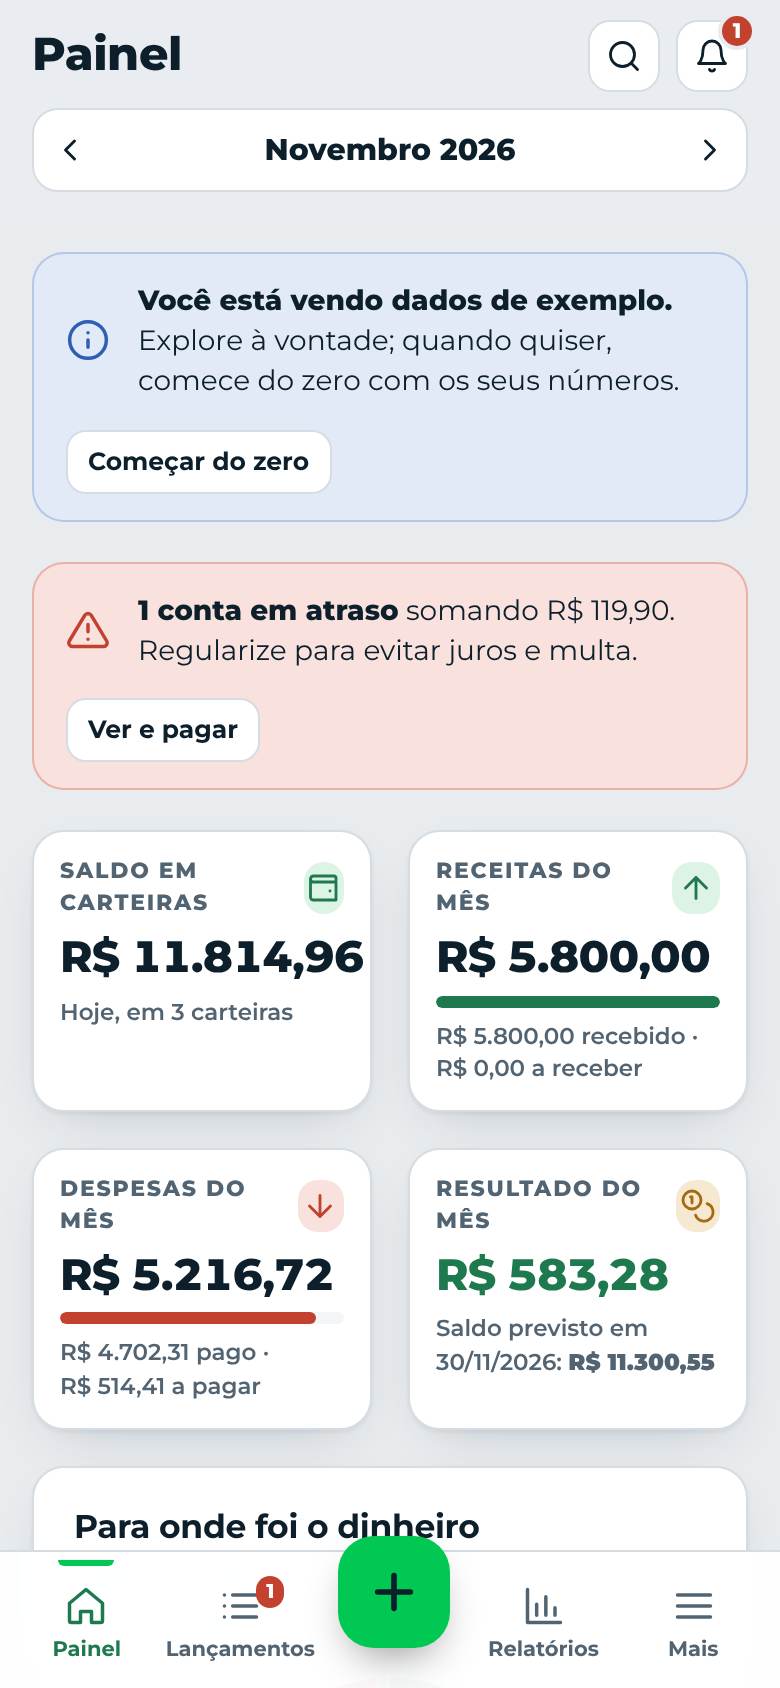 Painel
1
Novembro 2026
Você está vendo dados de exemplo.
Explore à vontade; quando quiser,
comece do zero com os seus números.
Começar do zero
1 conta em atraso somando R$ 119,90.
Regularize para evitar juros e multa.
Ver e pagar
SALDO EM
CARTEIRAS
R$ 11.814,96
Hoje, em 3 carteiras
RECEITAS DO
MÊS
R$ 5.800,00
R$ 5.800,00 recebido ·
R$ 0,00 a receber
DESPESAS DO
MÊS
R$ 5.216,72
R$ 4.702,31 pago ·
R$ 514,41 a pagar
RESULTADO DO
MÊS
R$ 583,28
Saldo previsto em
30/11/2026: R$ 11.300,55
Para onde foi o dinheiro
1
Painel
Lançamentos
Relatórios
Mais